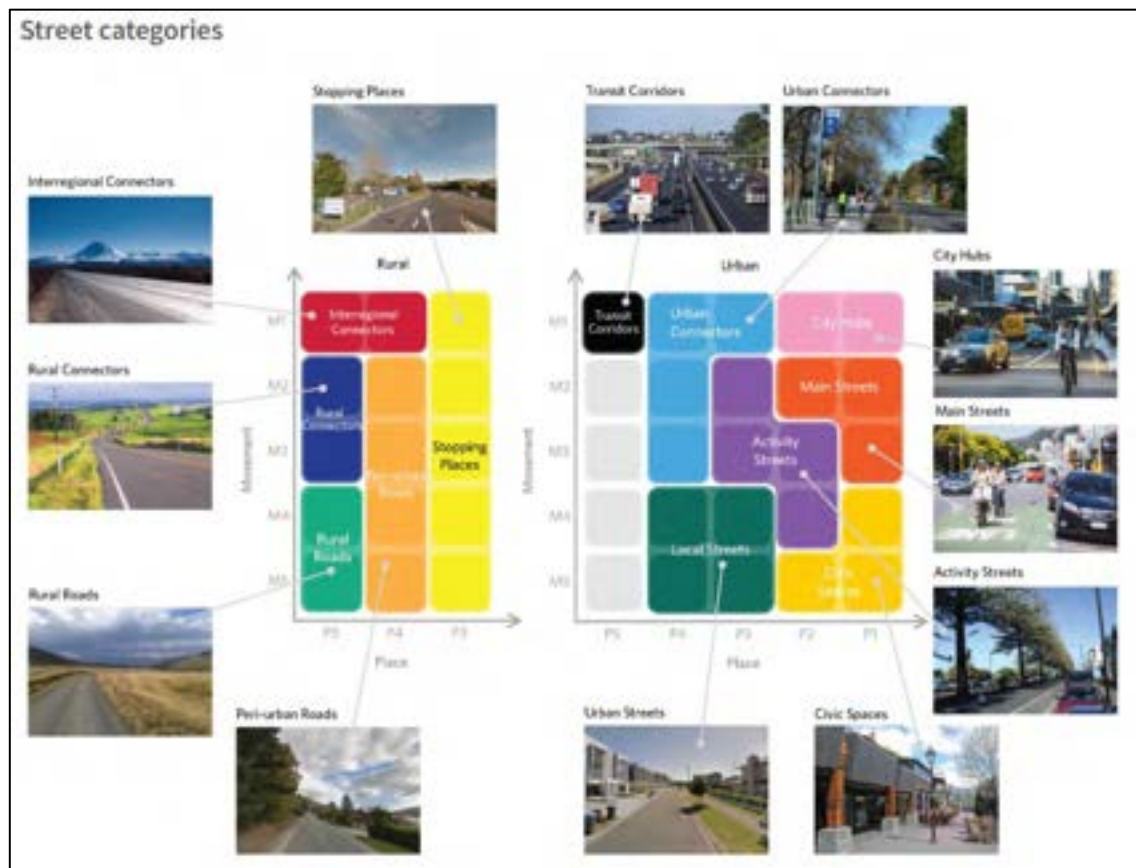 Street categories
Stopping Places
Transit Corridors
Urban Connectors
Interregional Connectors
City Hubs
Rural
Urban
M1
Interregional
Connectors
M1
Transit
Corridors
Urban
Connectors
City Hubs
Rural Connectors
M2
Rural
Connectors
M2
Main Streets
Main Streets
Movement
M3
Stopping
Places
Movement
M3
Activity
Streets
Roads
M4
Rural
Roads
M4
Local Streets
Activity Streets
M5
M5
Civic
Rural Roads
P5
P4
P3
P5
P4
P3
P2
P1
Place
Place
Peri-urban Roads
Urban Streets
Civic Spaces